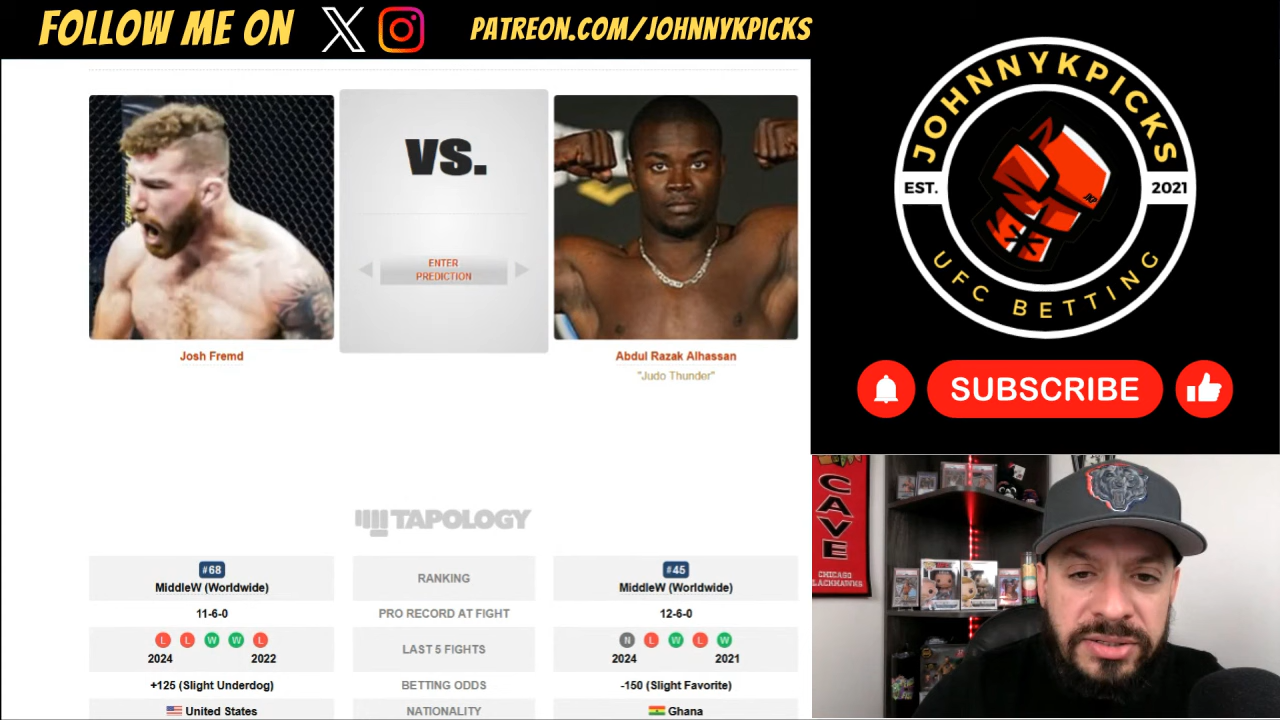 FOLLOW ME ON
PATREON.COM/JOHNNYKPICKS
JOHNNYKPICKS
EST.
2021
JKP
UFC BETTING
SUBSCRIBE
VS.
ENTER
PREDICTION
Josh Fremd
Abdul Razak Alhassan
"Judo Thunder"
TAPOLOGY
#68
MiddleW (Worldwide)
RANKING
#45
MiddleW (Worldwide)
11-6-0
PRO RECORD AT FIGHT
12-6-0
L L W W L
2024 2022
LAST 5 FIGHTS
N L W L W
2024 2021
+125 (Slight Underdog)
BETTING ODDS
-150 (Slight Favorite)
United States
NATIONALITY
Ghana
CAVE
CHICAGO
BLACKHAWKS